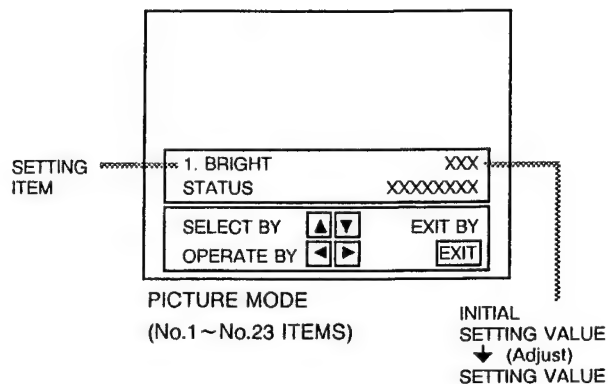 SETTING
ITEM
1. BRIGHT XXX
STATUS XXXXXXXX
SELECT BY ▲ ▼ EXIT BY
OPERATE BY ◀ ▶ EXIT
PICTURE MODE
(No.1~No.23 ITEMS)
INITIAL
SETTING VALUE
↓ (Adjust)
SETTING VALUE